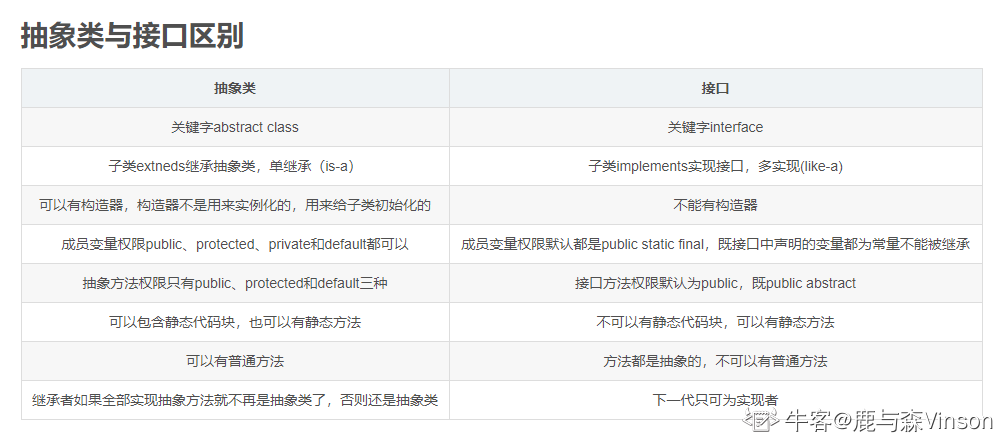 抽象类与接口区别
抽象类 接口
关键字abstract class 关键字interface
子类extneds继承抽象类，单继承（is-a） 子类implements实现接口，多实现(like-a)
可以有构造器，构造器不是用来实例化的，用来给子类初始化的 不能有构造器
成员变量权限public、protected、private和default都可以 成员变量权限默认都是public static final，既接口中声明的变量都为常量不能被继承
抽象方法权限只有public、protected和default三种 接口方法权限默认为public，既public abstract
可以包含静态代码块，也可以有静态方法 不可以有静态代码块，可以有静态方法
可以有普通方法 方法都是抽象的，不可以有普通方法
继承者如果全部实现抽象方法就不再是抽象类了，否则还是抽象类 下一代只可为实现者
牛客@鹿与森Vinson